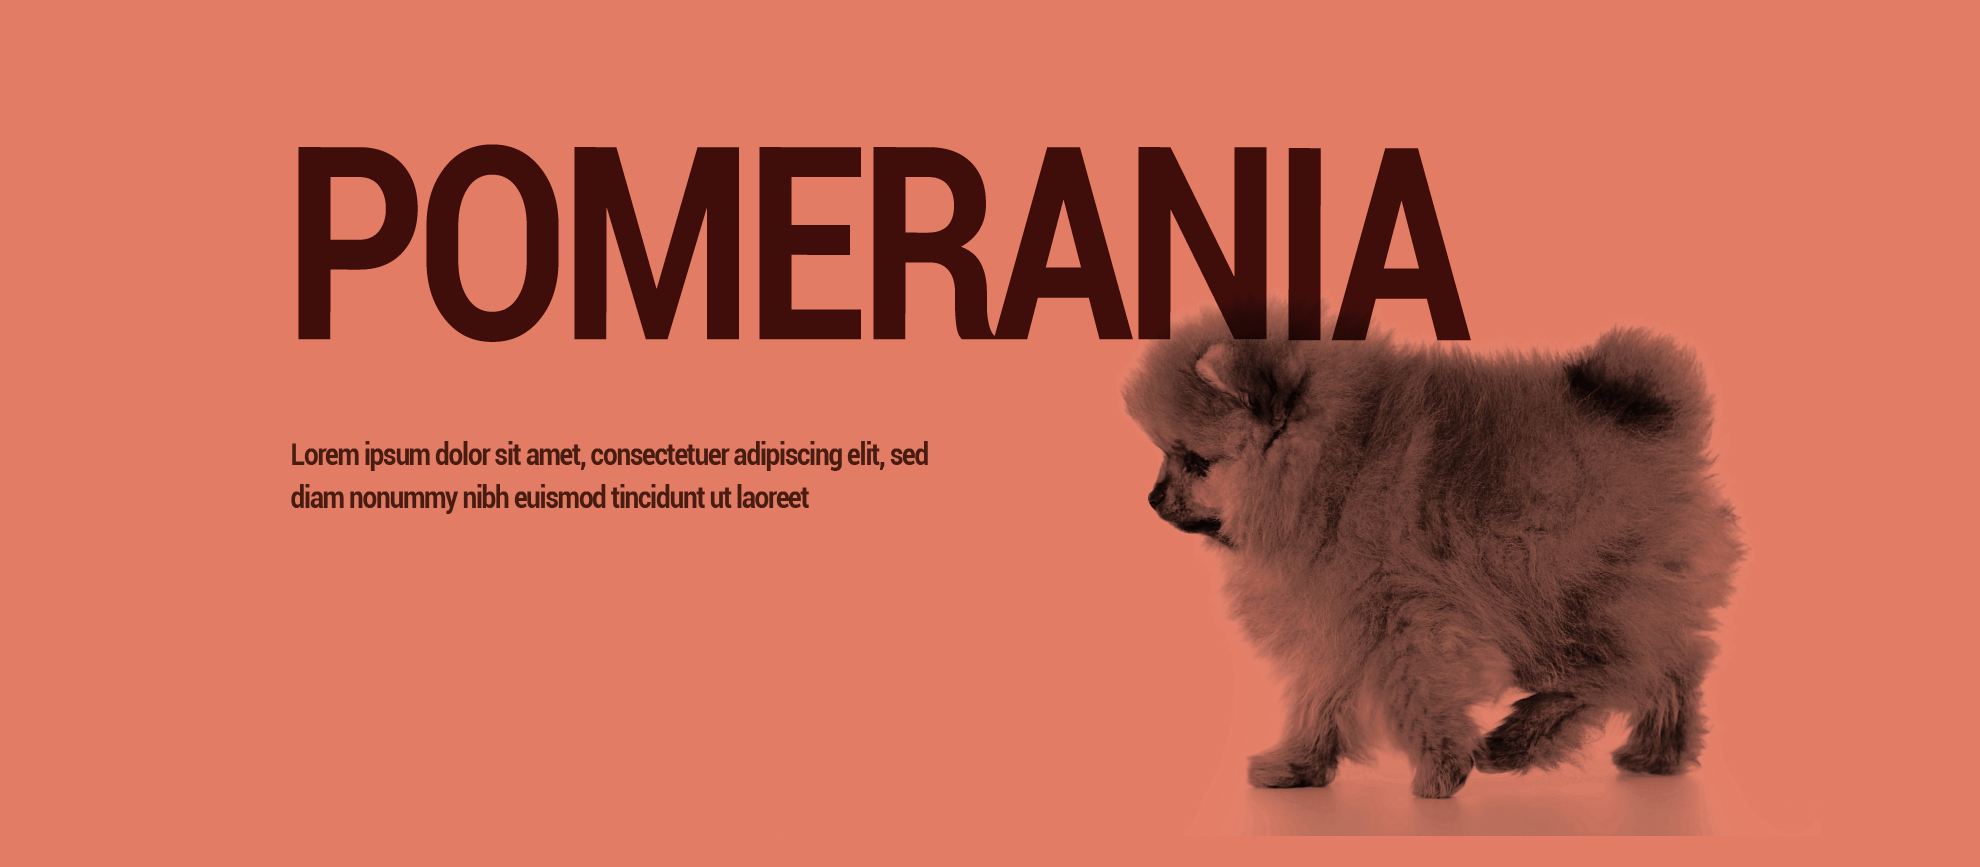 POMERANIA
Lorem ipsum dolor sit amet, consectetuer adipiscing elit, sed
diam nonummy nibh euismod tincidunt ut laoreet